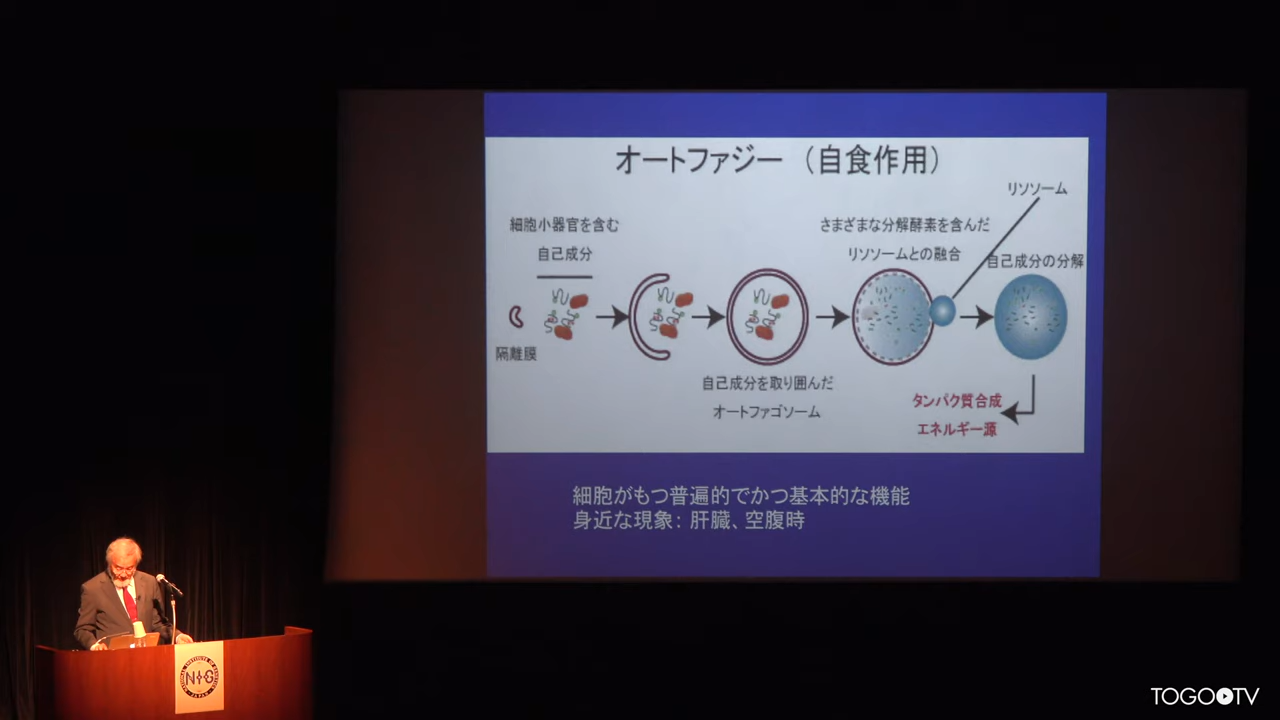 オートファジー （自食作用）
リソソーム
細胞小器官を含む
自己成分
さまざまな分解酵素を含んだ
リソソームとの融合
自己成分の分解
隔離膜
自己成分を取り囲んだ
オートファゴソーム
タンパク質合成
エネルギー源
細胞がもつ普遍的でかつ基本的な機能
身近な現象： 肝臓、空腹時
NATIONAL INSTITUTE OF GENETICS
JAPAN
NIG
TOGOTV